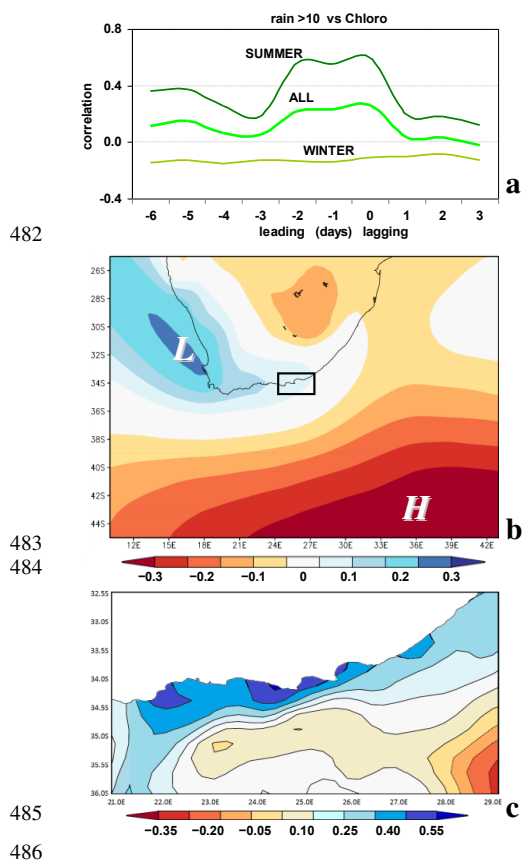 rain >10 vs Chloro
0.8
0.4
0.0
-0.4
correlation
SUMMER
ALL
WINTER
a
-6 -5 -4 -3 -2 -1 0 1 2 3
leading (days) lagging
482
26S
28S
30S
32S
34S
36S
38S
40S
42S
44S
L
H
b
12E 15E 18E 21E 24E 27E 30E 33E 36E 39E 42E
483
−0.3 −0.2 −0.1 0 0.1 0.2 0.3
484
32.5S
33.0S
33.5S
34.0S
34.5S
35.0S
35.5S
36.0S
21.0E 22.0E 23.0E 24.0E 25.0E 26.0E 27.0E 28.0E 29.0E
c
485
−0.35 −0.20 −0.05 0.10 0.25 0.40 0.55
486